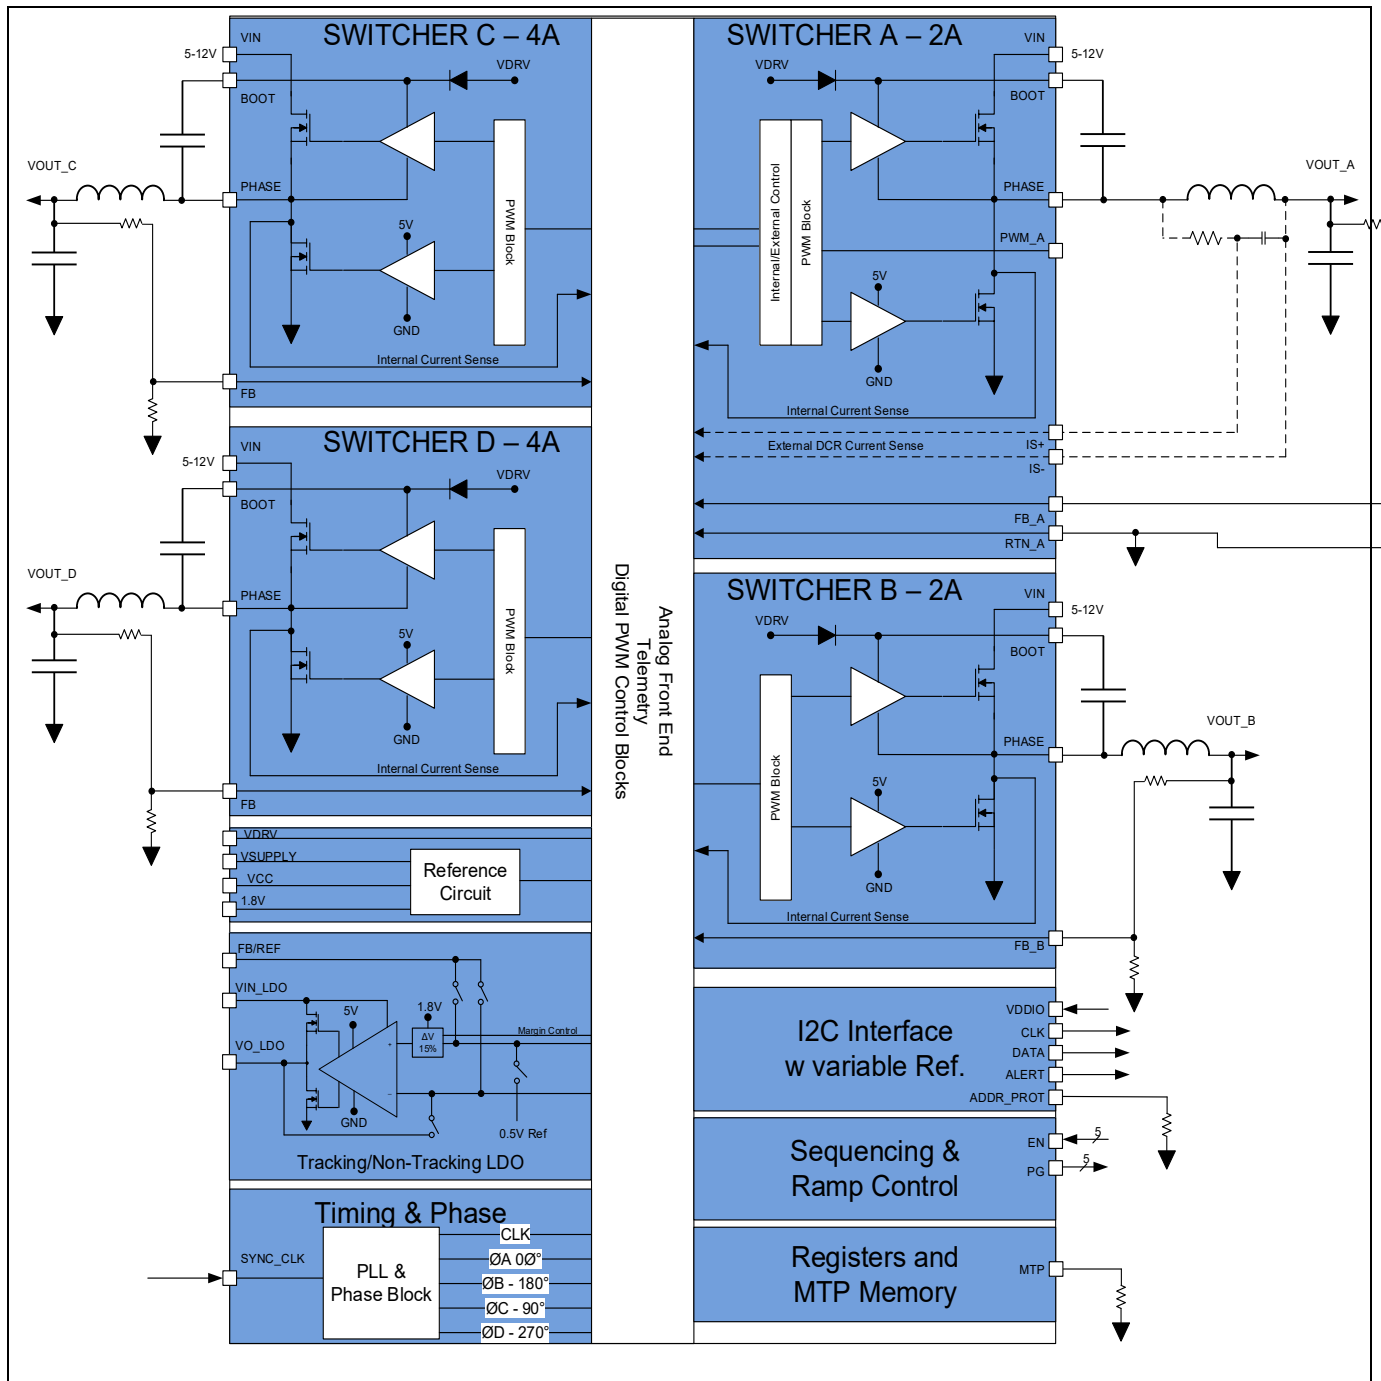 SWITCHER C – 4A
VIN
5-12V
VDRV
BOOT
VOUT_C
PHASE
PWM Block
5V
GND
Internal Current Sense
FB
SWITCHER D – 4A
VIN
5-12V
VDRV
BOOT
VOUT_D
PHASE
PWM Block
5V
GND
Internal Current Sense
FB
VDRV
VSUPPLY
VCC
1.8V
Reference
Circuit
FB/REF
VIN_LDO
5V
1.8V
ΔV
15%
Margin Control
VO_LDO
+
–
GND
0.5V Ref
Tracking/Non-Tracking LDO
Timing & Phase
SYNC_CLK
PLL &
Phase Block
CLK
ØA 0Ø°
ØB - 180°
ØC - 90°
ØD - 270°
Analog Front End
Telemetry
Digital PWM Control Blocks
SWITCHER A – 2A
VIN
5-12V
VDRV
BOOT
Internal/External Control
PWM Block
VOUT_A
PHASE
PWM_A
5V
GND
Internal Current Sense
External DCR Current Sense
IS+
IS-
FB_A
RTN_A
SWITCHER B – 2A
VIN
5-12V
VDRV
BOOT
PWM Block
VOUT_B
PHASE
5V
GND
Internal Current Sense
FB_B
I2C Interface
w variable Ref.
VDDIO
CLK
DATA
ALERT
ADDR_PROT
Sequencing &
Ramp Control
EN
5
PG
5
Registers and
MTP Memory
MTP